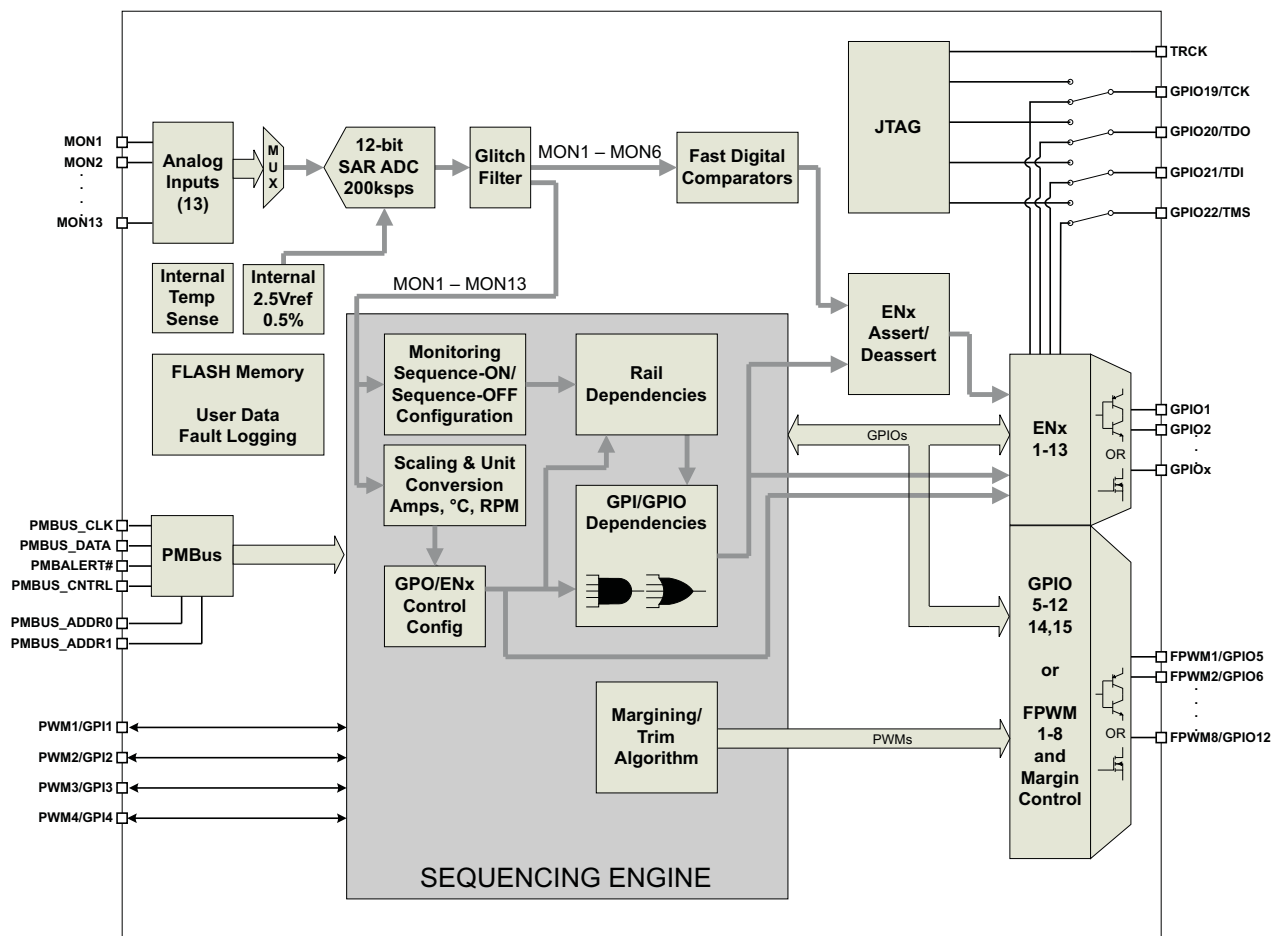 TRCK
GPIO19/TCK
JTAG
GPIO20/TDO
GPIO21/TDI
GPIO22/TMS
MON1
MON2
MON13
Analog
Inputs
(13)
MUX
12-bit
SAR ADC
200ksps
Glitch
Filter
MON1 – MON6
Fast Digital
Comparators
Internal
Temp
Sense
Internal
2.5Vref
0.5%
MON1 – MON13
ENx
Assert/
Deassert
FLASH Memory
User Data
Fault Logging
Monitoring
Sequence-ON/
Sequence-OFF
Configuration
Rail
Dependencies
GPIOs
ENx
1-13
OR
GPIO1
GPIO2
GPIOx
Scaling & Unit
Conversion
Amps, °C, RPM
GPI/GPIO
Dependencies
PMBUS_CLK
PMBUS_DATA
PMBALERT#
PMBUS_CNTRL
PMBUS_ADDR0
PMBUS_ADDR1
PMBus
GPO/ENx
Control
Config
GPIO
5-12
14,15
or
FPWM
1-8
and
Margin
Control
OR
FPWM1/GPIO5
FPWM2/GPIO6
FPWM8/GPIO12
Margining/
Trim
Algorithm
PWMs
PWM1/GPI1
PWM2/GPI2
PWM3/GPI3
PWM4/GPI4
SEQUENCING ENGINE